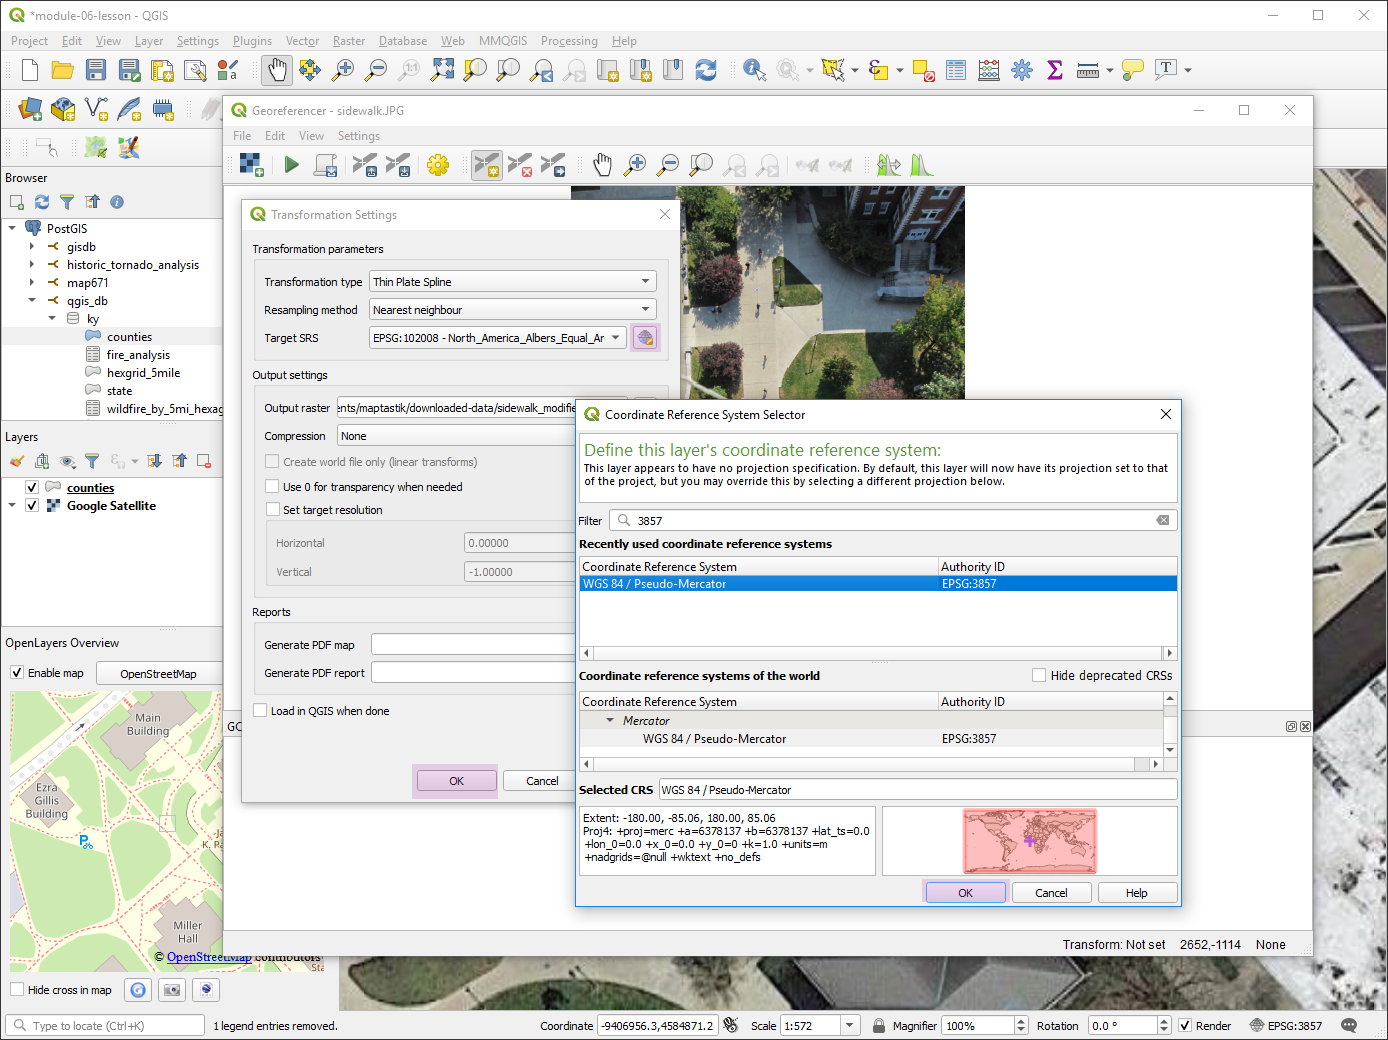 *module-06-lesson - QGIS
Project Edit View Layer Settings Plugins Vector Raster Database Web MMQGIS Processing Help
Georeferencer - sidewalk.JPG
File Edit View Settings
Browser
PostGIS
gisdb
historic_tornado_analysis
map671
qgis_db
ky
counties
fire_analysis
hexgrid_5mile
state
wildfire_by_5mi_hexag
Layers
counties
Google Satellite
OpenLayers Overview
Enable map
OpenStreetMap
Main
Building
Ezra
Gillis
Building
Ja
K. Pa
Miller
Hall
© OpenStreetMap contributors
Sta
Hide cross in map
Transformation Settings
Transformation parameters
Transformation type Thin Plate Spline
Resampling method Nearest neighbour
Target SRS EPSG:102008 - North_America_Albers_Equal_Ar
Output settings
Output raster ents/maptastik/downloaded-data/sidewalk_modifie
Compression None
Create world file only (linear transforms)
Use 0 for transparency when needed
Set target resolution
Horizontal 0.00000
Vertical -1.00000
Reports
Generate PDF map
Generate PDF report
Load in QGIS when done
OK Cancel
GC
Coordinate Reference System Selector
Define this layer's coordinate reference system:
This layer appears to have no projection specification. By default, this layer will now have its projection set to that
of the project, but you may override this by selecting a different projection below.
Filter 3857
Recently used coordinate reference systems
Coordinate Reference System Authority ID
WGS 84 / Pseudo-Mercator EPSG:3857
Coordinate reference systems of the world Hide deprecated CRSs
Coordinate Reference System Authority ID
Mercator
WGS 84 / Pseudo-Mercator EPSG:3857
Selected CRS WGS 84 / Pseudo-Mercator
Extent: -180.00, -85.06, 180.00, 85.06
Proj4: +proj=merc +a=6378137 +b=6378137 +lat_ts=0.0
+lon_0=0.0 +x_0=0.0 +y_0=0 +k=1.0 +units=m
+nadgrids=@null +wktext +no_defs
OK Cancel Help
Transform: Not set 2652,-1114 None
Type to locate (Ctrl+K) 1 legend entries removed. Coordinate -9406956.3,4584871.2 Scale 1:572 Magnifier 100% Rotation 0.0 ° Render EPSG:3857